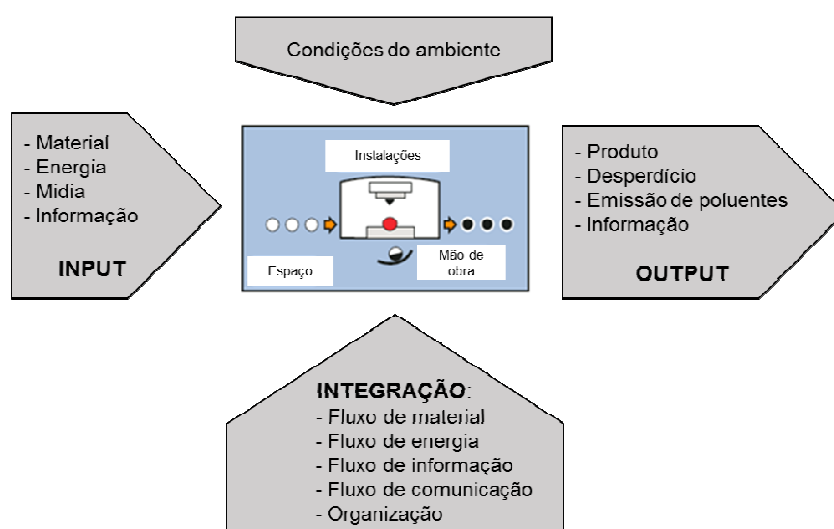 Condições do ambiente
- Material
- Energia
- Midia
- Informação
INPUT
Instalações
Espaço
Mão de
obra
- Produto
- Desperdício
- Emissão de poluentes
- Informação
OUTPUT
INTEGRAÇÃO:
- Fluxo de material
- Fluxo de energia
- Fluxo de informação
- Fluxo de comunicação
- Organização